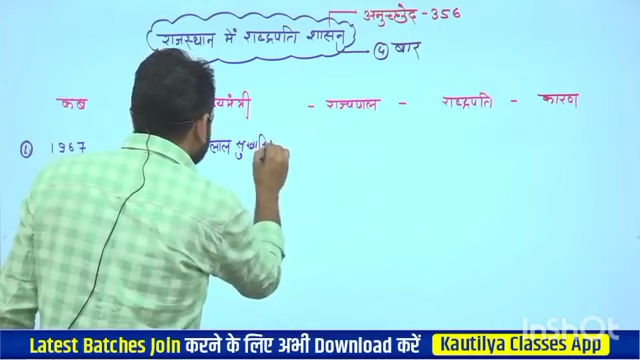 अनुच्छेद - 356
राजस्थान में राष्ट्रपति शासन
④ बार
कब - राज्यपाल - राष्ट्रपति - कारण
① 1967 लाल
Latest Batches Join करने के लिए अभी Download करें Kautilya Classes App
InShOt